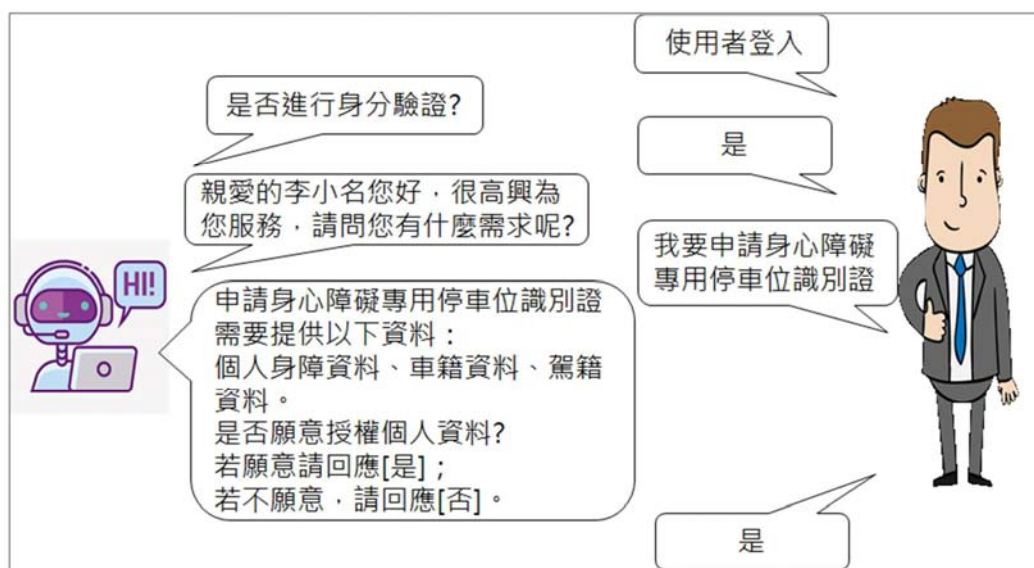 使用者登入
是否進行身分驗證?
是
親愛的李小名您好，很高興為
您服務，請問您有什麼需求呢?
我要申請身心障礙
專用停車位識別證
HI!
申請身心障礙專用停車位識別證
需要提供以下資料：
個人身障資料、車籍資料、駕籍
資料。
是否願意授權個人資料?
若願意請回應[是]；
若不願意，請回應[否]。
是